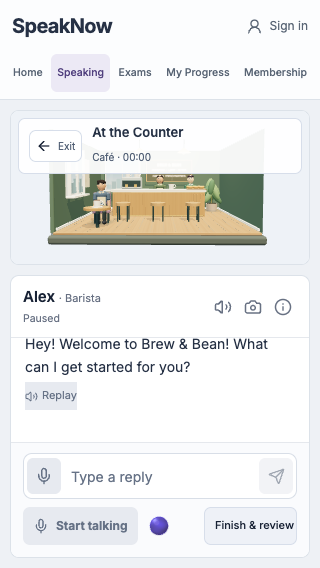 SpeakNow
Sign in
Home
Speaking
Exams
My Progress
Membership
Exit
At the Counter
Café · 00:00
Alex · Barista
Paused
Hey! Welcome to Brew & Bean! What
can I get started for you?
Replay
Type a reply
Start talking
Finish & review